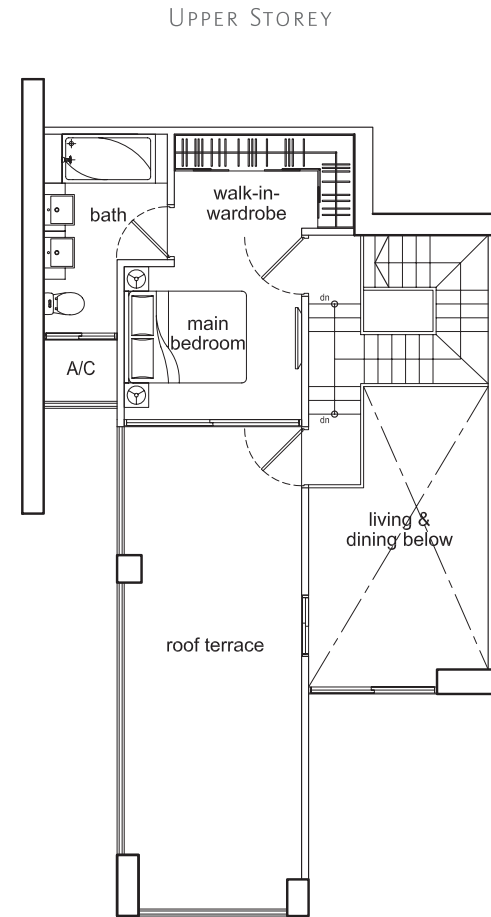 UPPER STOREY
walk-in-
wardrobe
bath
dn
main
bedroom
A/C
dn
living &
dining below
roof terrace